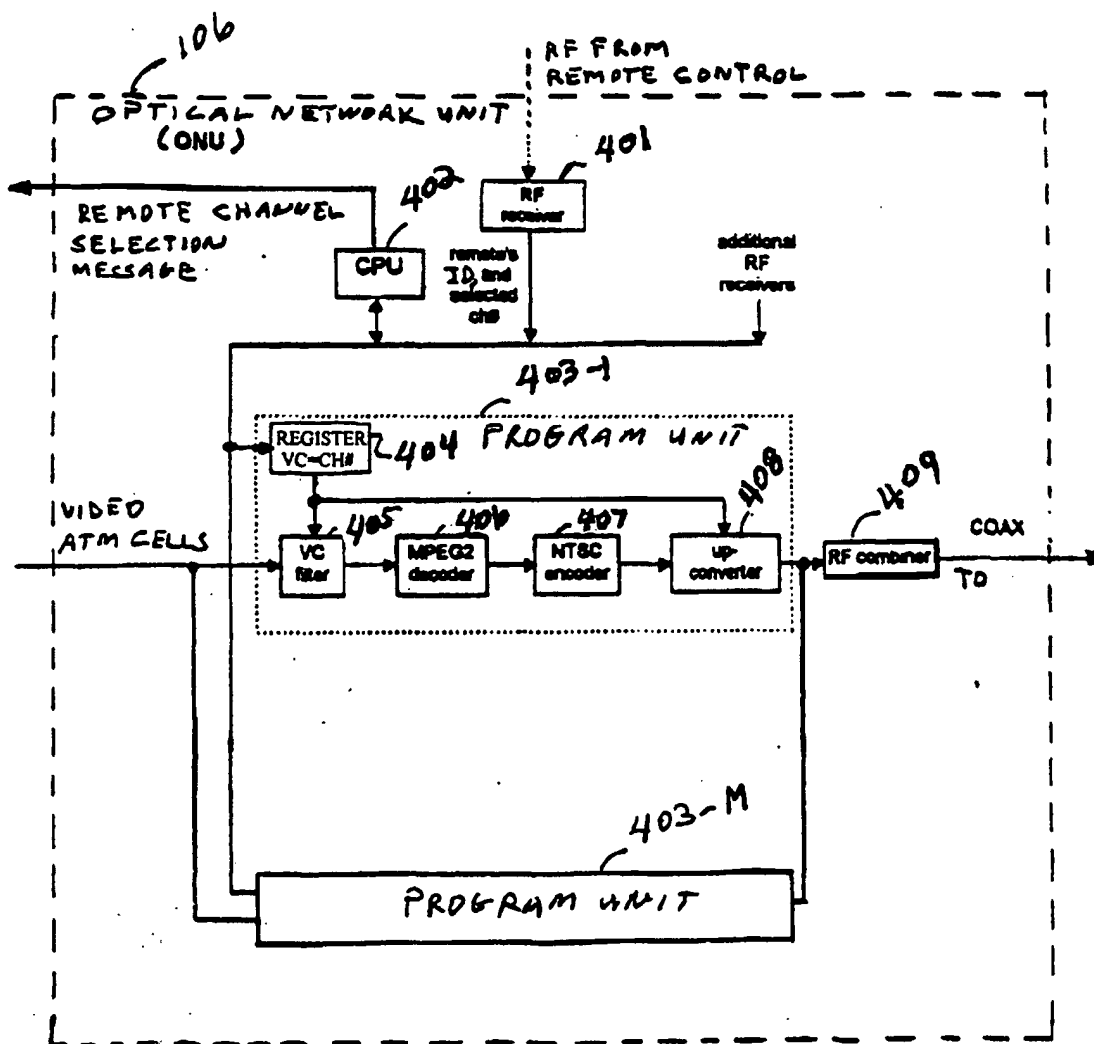 106
RF FROM
REMOTE CONTROL
OPTICAL NETWORK UNIT
(ONU)
401
402
RF
receiver
REMOTE CHANNEL
SELECTION
MESSAGE
CPU
remote's
ID, and
selected
ch#
additional
RF
receivers
403-1
REGISTER
VC=CH#
404
PROGRAM UNIT
408
409
VIDEO
ATM CELLS
405
406
407
COAX
VC
filter
MPEG2
decoder
NTSC
encoder
up-
converter
RF combiner
TO
403-M
PROGRAM UNIT